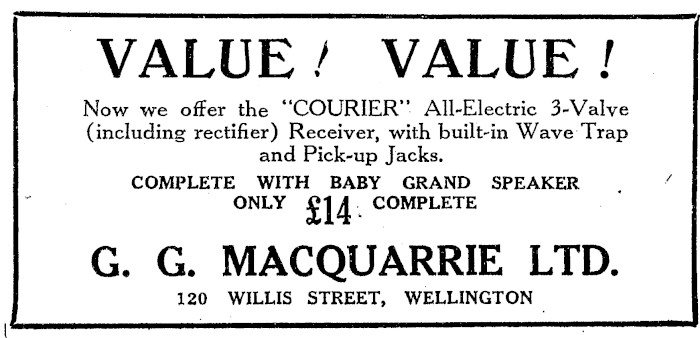 VALUE! VALUE!
Now we offer the "COURIER" All-Electric 3-Valve
(including rectifier) Receiver, with built-in Wave Trap
and Pick-up Jacks.
COMPLETE WITH BABY GRAND SPEAKER
ONLY £14 COMPLETE
G. G. MACQUARRIE LTD.
120 WILLIS STREET, WELLINGTON